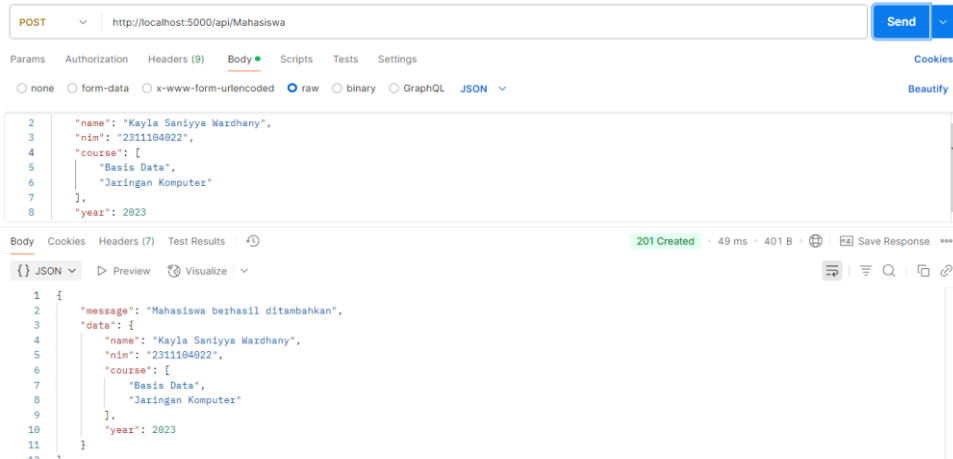 POST http://localhost:5000/api/Mahasiswa Send
Params Authorization Headers (9) Body Scripts Tests Settings Cookies
none form-data x-www-form-urlencoded raw binary GraphQL JSON Beautify
2 "name": "Kayla Saniyya Wardhany",
3 "nim": "2311104022",
4 "course": [
5 "Basis Data",
6 "Jaringan Komputer"
7 ],
8 "year": 2023
Body Cookies Headers (7) Test Results 201 Created • 49 ms • 401 B Save Response
{} JSON Preview Visualize
1 {
2 "message": "Mahasiswa berhasil ditambahkan",
3 "data": {
4 "name": "Kayla Saniyya Wardhany",
5 "nim": "2311104022",
6 "course": [
7 "Basis Data",
8 "Jaringan Komputer"
9 ],
10 "year": 2023
11 }